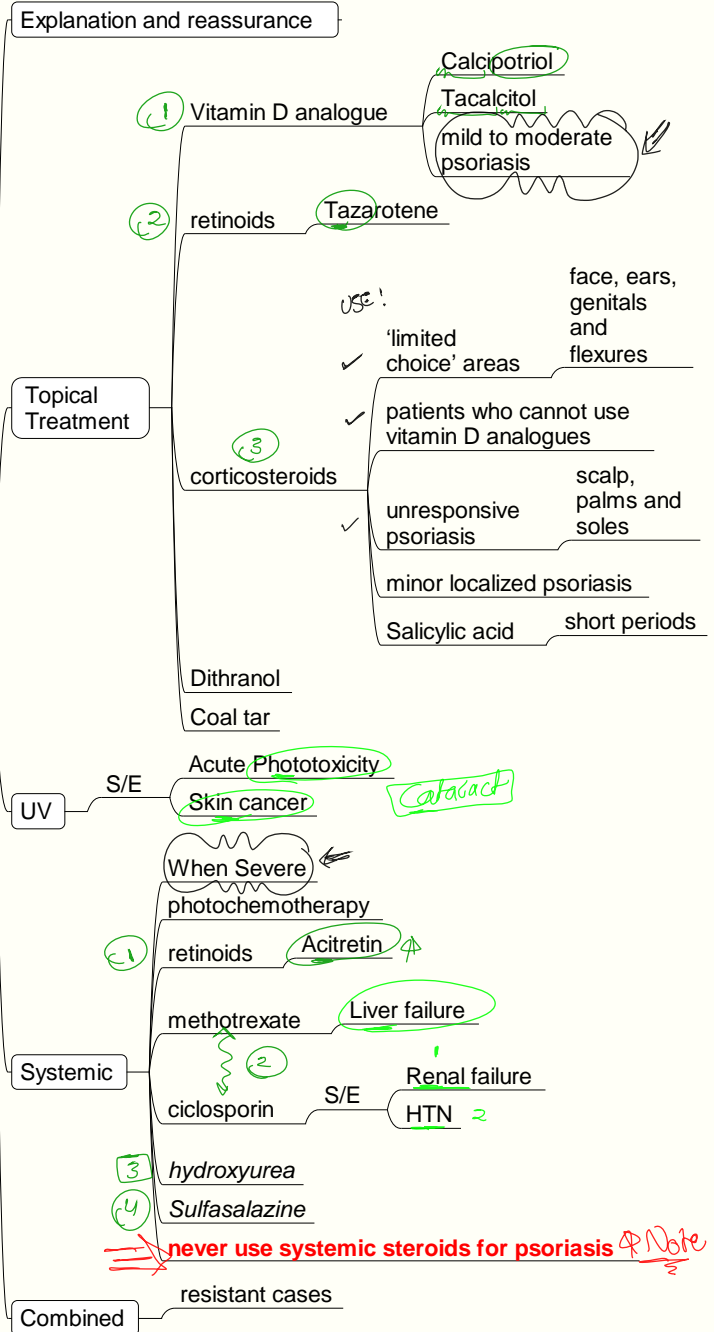 Explanation and reassurance
Calcipotriol
1
Vitamin D analogue
Tacalcitol
mild to moderate
psoriasis
2
retinoids
Tazarotene
USE!
'limited
choice' areas
face, ears,
genitals
and
flexures
Topical
Treatment
patients who cannot use
vitamin D analogues
3
corticosteroids
unresponsive
psoriasis
scalp,
palms and
soles
minor localized psoriasis
Salicylic acid
short periods
Dithranol
Coal tar
UV
S/E
Acute Phototoxicity
Skin cancer
Cataract
When Severe
photochemotherapy
1
retinoids
Acitretin
methotrexate
Liver failure
Systemic
2
ciclosporin
S/E
1
Renal failure
HTN 2
3
hydroxyurea
4
Sulfasalazine
never use systemic steroids for psoriasis
Note
Combined
resistant cases